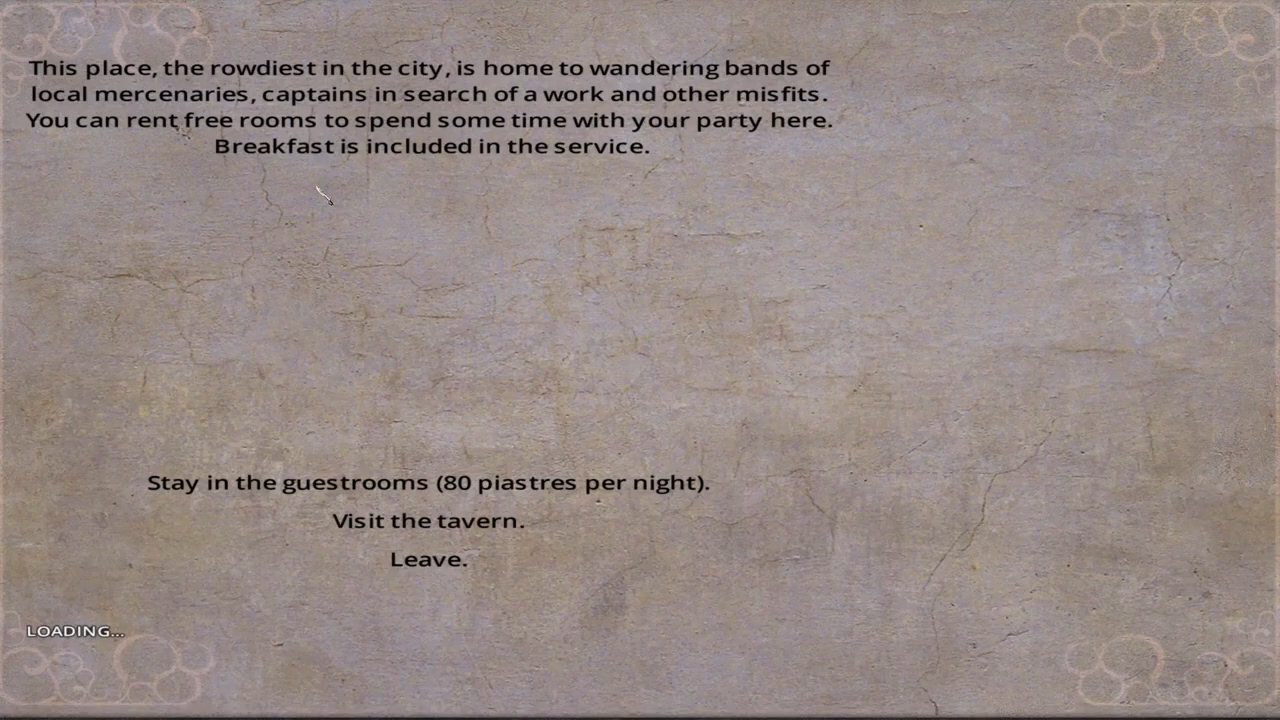 This place, the rowdiest in the city, is home to wandering bands of
local mercenaries, captains in search of a work and other misfits.
You can rent free rooms to spend some time with your party here.
Breakfast is included in the service.
Stay in the guestrooms (80 piastres per night).
Visit the tavern.
Leave.
LOADING...